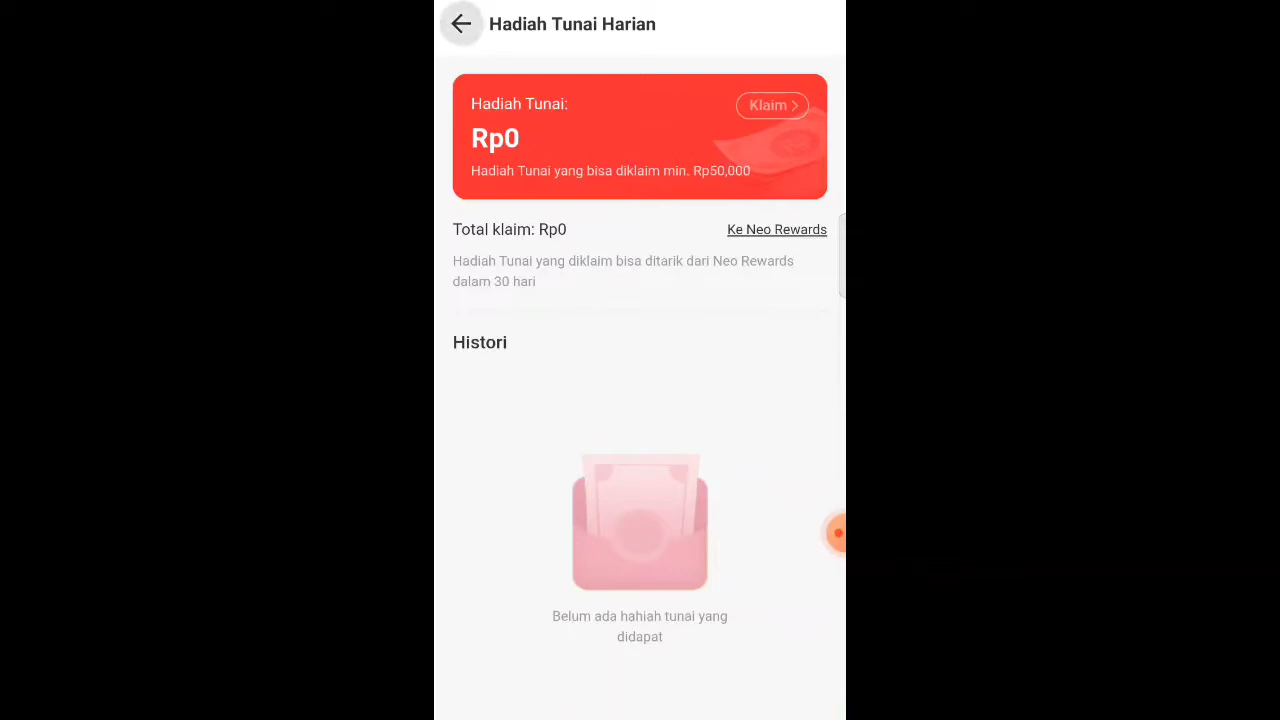 Hadiah Tunai Harian
Hadiah Tunai:
Klaim >
Rp0
Hadiah Tunai yang bisa diklaim min. Rp50,000
Total klaim: Rp0
Ke Neo Rewards
Hadiah Tunai yang diklaim bisa ditarik dari Neo Rewards
dalam 30 hari
Histori
Belum ada hahiah tunai yang
didapat